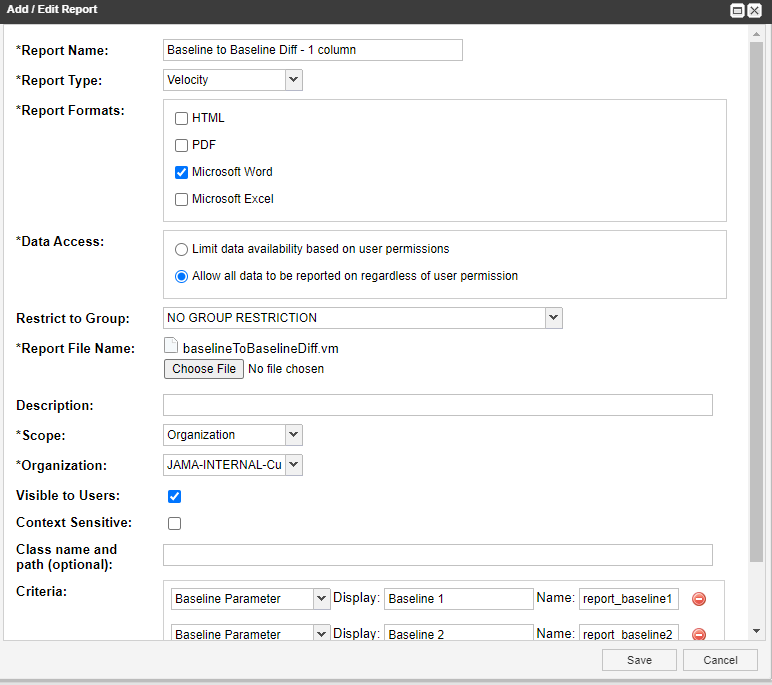 Add / Edit Report
*Report Name: Baseline to Baseline Diff - 1 column
*Report Type: Velocity
*Report Formats:
HTML
PDF
Microsoft Word
Microsoft Excel
*Data Access:
Limit data availability based on user permissions
Allow all data to be reported on regardless of user permission
Restrict to Group: NO GROUP RESTRICTION
*Report File Name: baselineToBaselineDiff.vm
Choose File No file chosen
Description:
*Scope: Organization
*Organization: JAMA-INTERNAL-Cu
Visible to Users:
Context Sensitive:
Class name and
path (optional):
Criteria:
Baseline Parameter Display: Baseline 1 Name: report_baseline1
Baseline Parameter Display: Baseline 2 Name: report_baseline2
Save Cancel